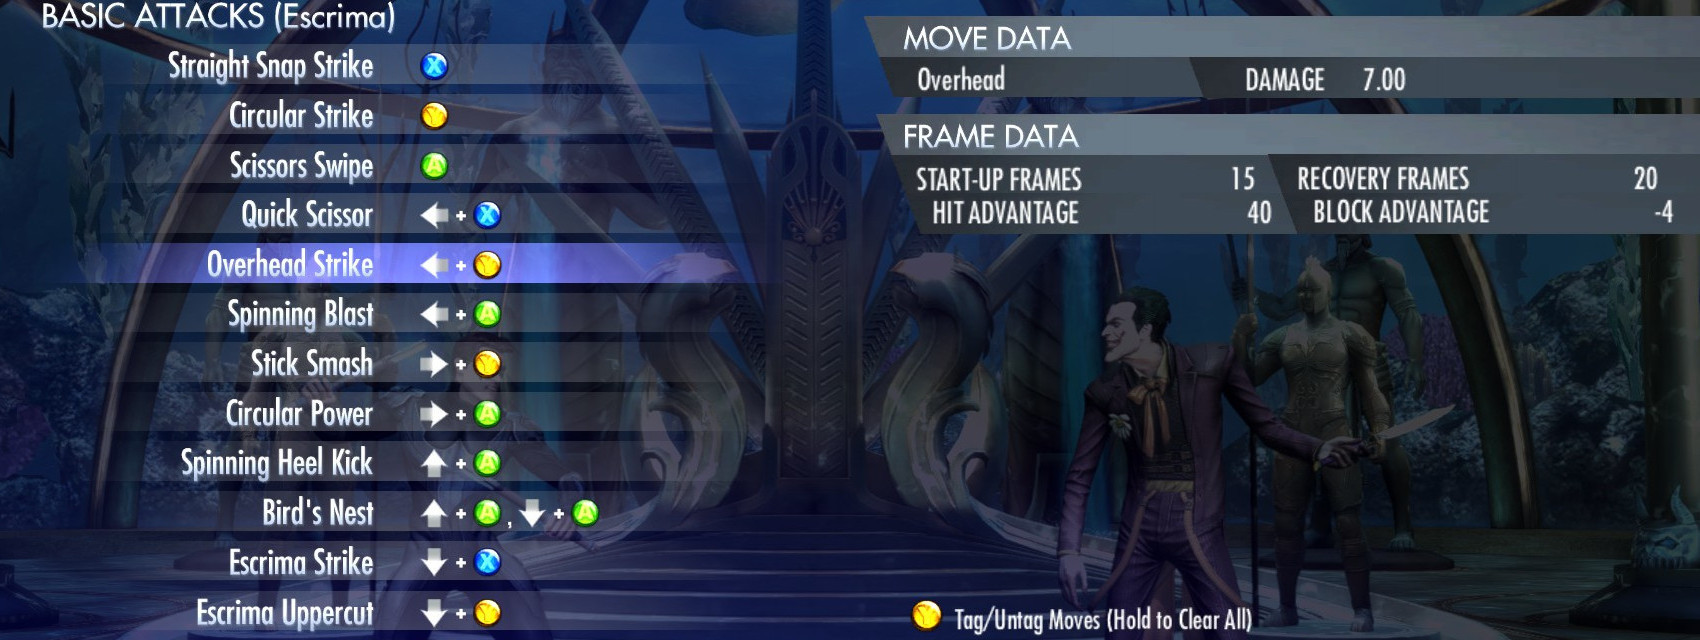 BASIC ATTACKS (Escrima)
Straight Snap Strike X
Circular Strike Y
Scissors Swipe A
Quick Scissor + X
Overhead Strike + Y
Spinning Blast + A
Stick Smash + Y
Circular Power + A
Spinning Heel Kick + A
Bird's Nest + A , + A
Escrima Strike + X
Escrima Uppercut + Y
MOVE DATA
Overhead DAMAGE 7.00
FRAME DATA
START-UP FRAMES 15 RECOVERY FRAMES 20
HIT ADVANTAGE 40 BLOCK ADVANTAGE -4
Y Tag/Untag Moves (Hold to Clear All)